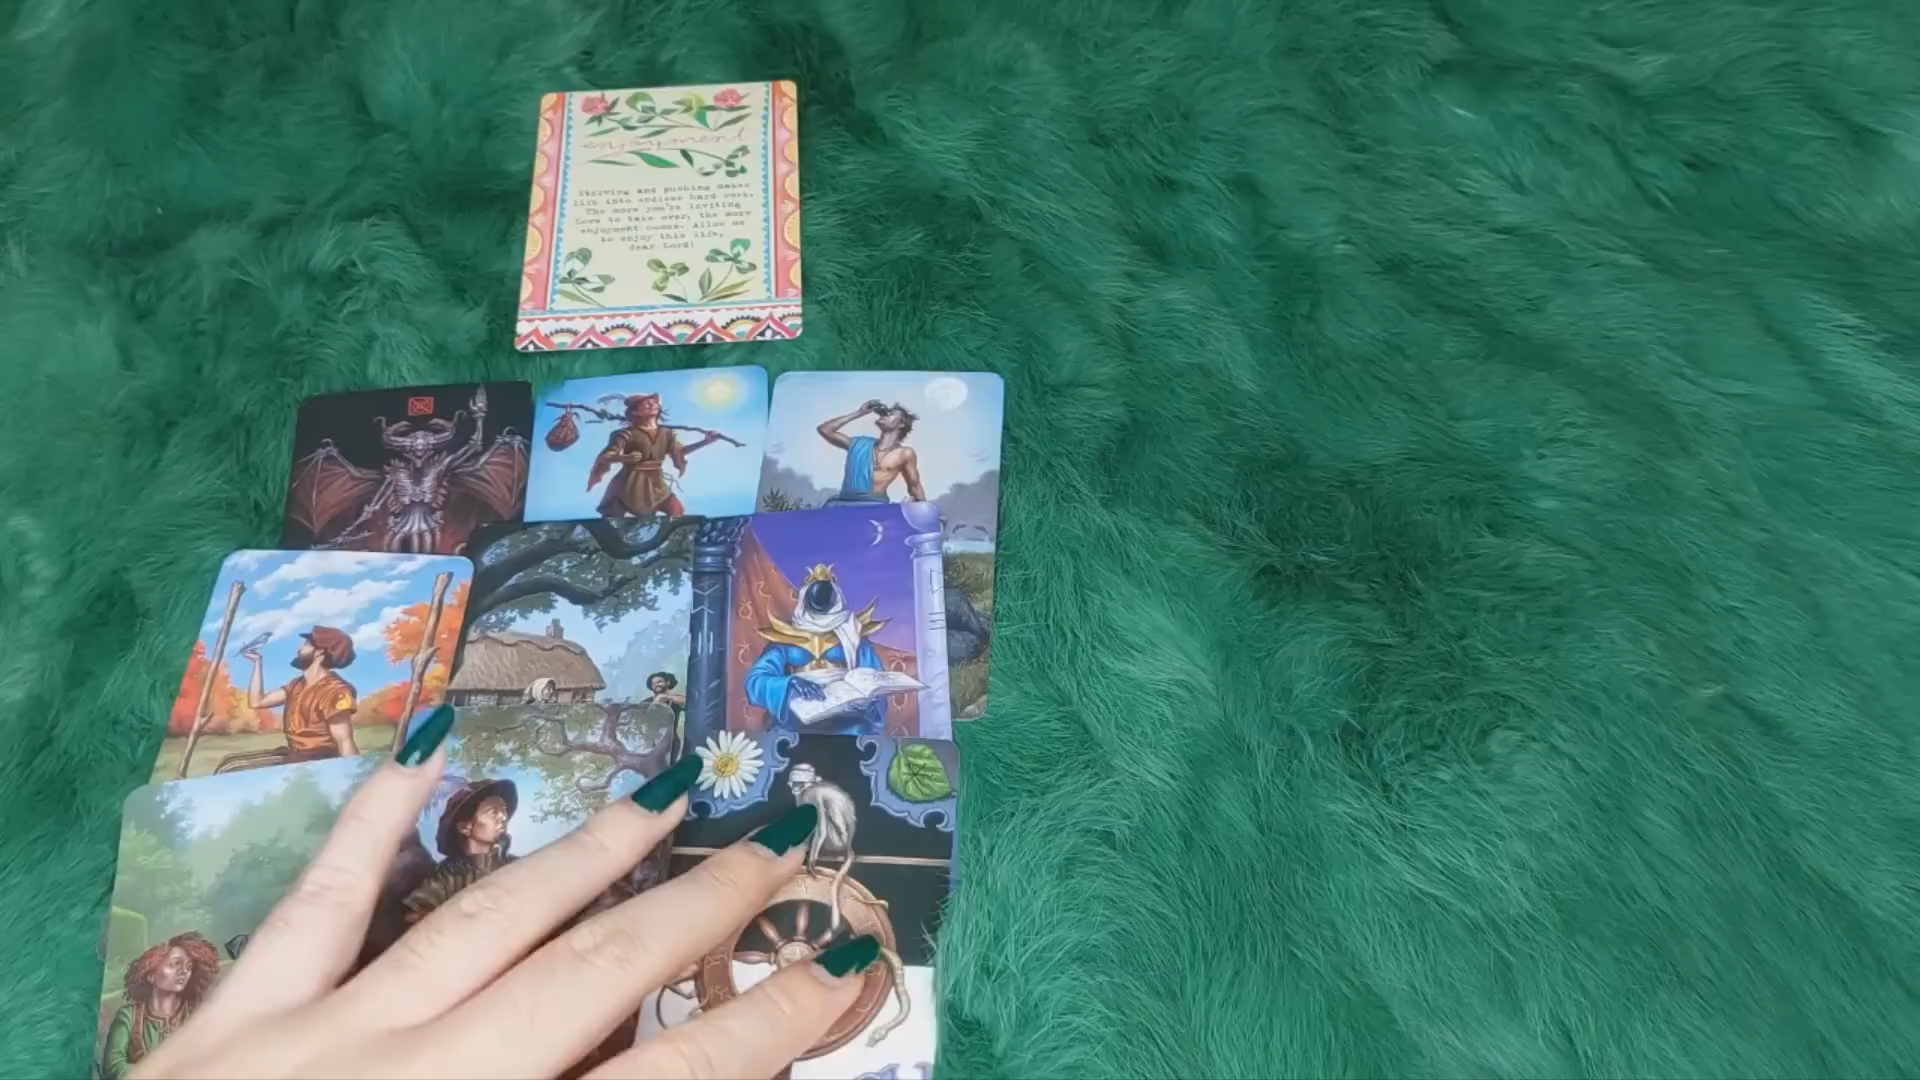 enjoyment
Striving and pushing makes
life into endless hard work.
The more you're inviting
Love to take over, the more
enjoyment comes. Allow me
to enjoy this life,
dear Lord!